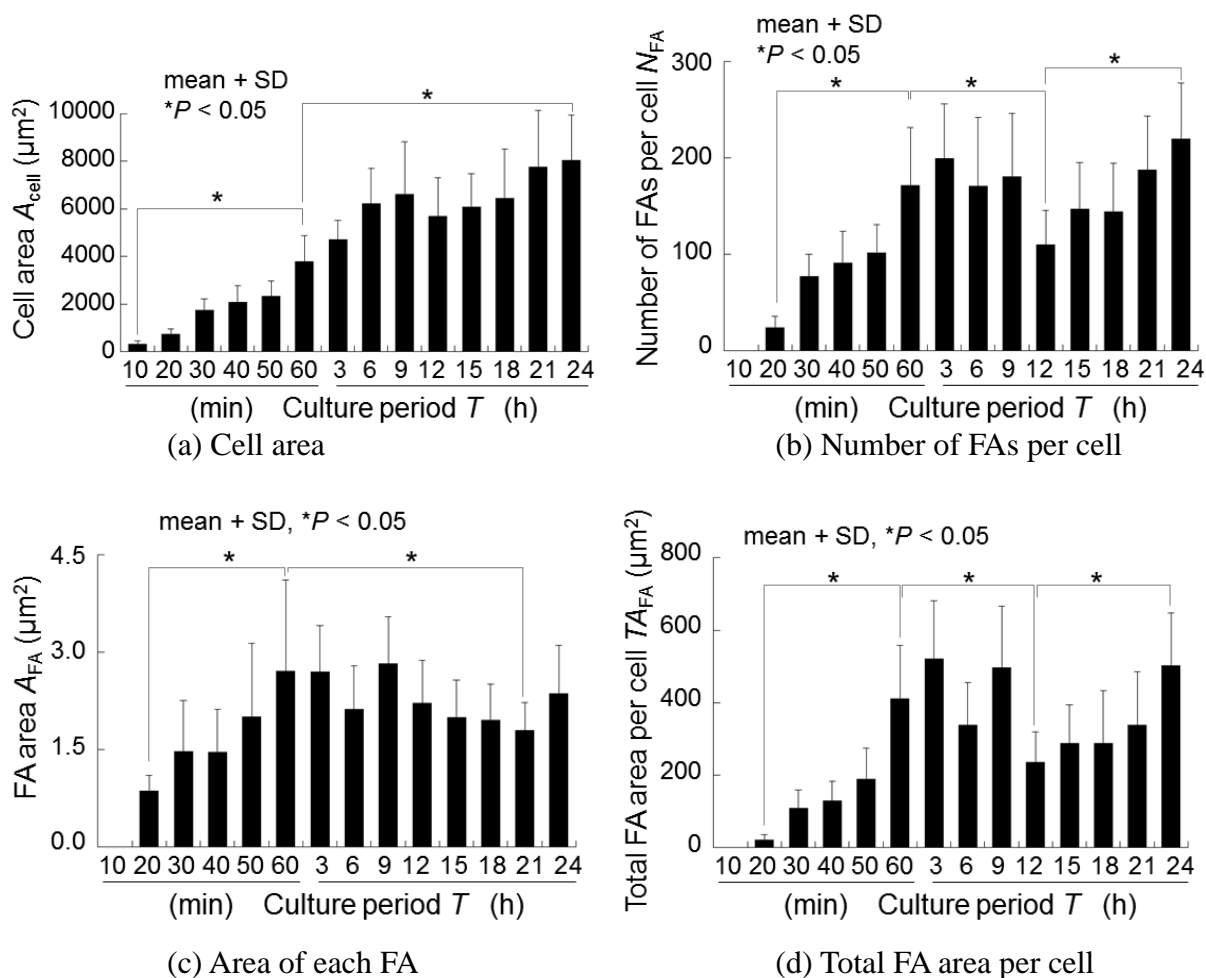 mean + SD
*P < 0.05
Cell area A_cell (µm²)
10000
8000
6000
4000
2000
0
*
*
10 20 30 40 50 60 3 6 9 12 15 18 21 24
(min) Culture period T (h)
(a) Cell area
mean + SD
*P < 0.05
Number of FAs per cell N_FA
300
200
100
0
*
*
*
10 20 30 40 50 60 3 6 9 12 15 18 21 24
(min) Culture period T (h)
(b) Number of FAs per cell
mean + SD, *P < 0.05
FA area A_FA (µm²)
4.5
3.0
1.5
0.0
*
*
10 20 30 40 50 60 3 6 9 12 15 18 21 24
(min) Culture period T (h)
(c) Area of each FA
mean + SD, *P < 0.05
Total FA area per cell TA_FA (µm²)
800
600
400
200
0
*
*
*
10 20 30 40 50 60 3 6 9 12 15 18 21 24
(min) Culture period T (h)
(d) Total FA area per cell